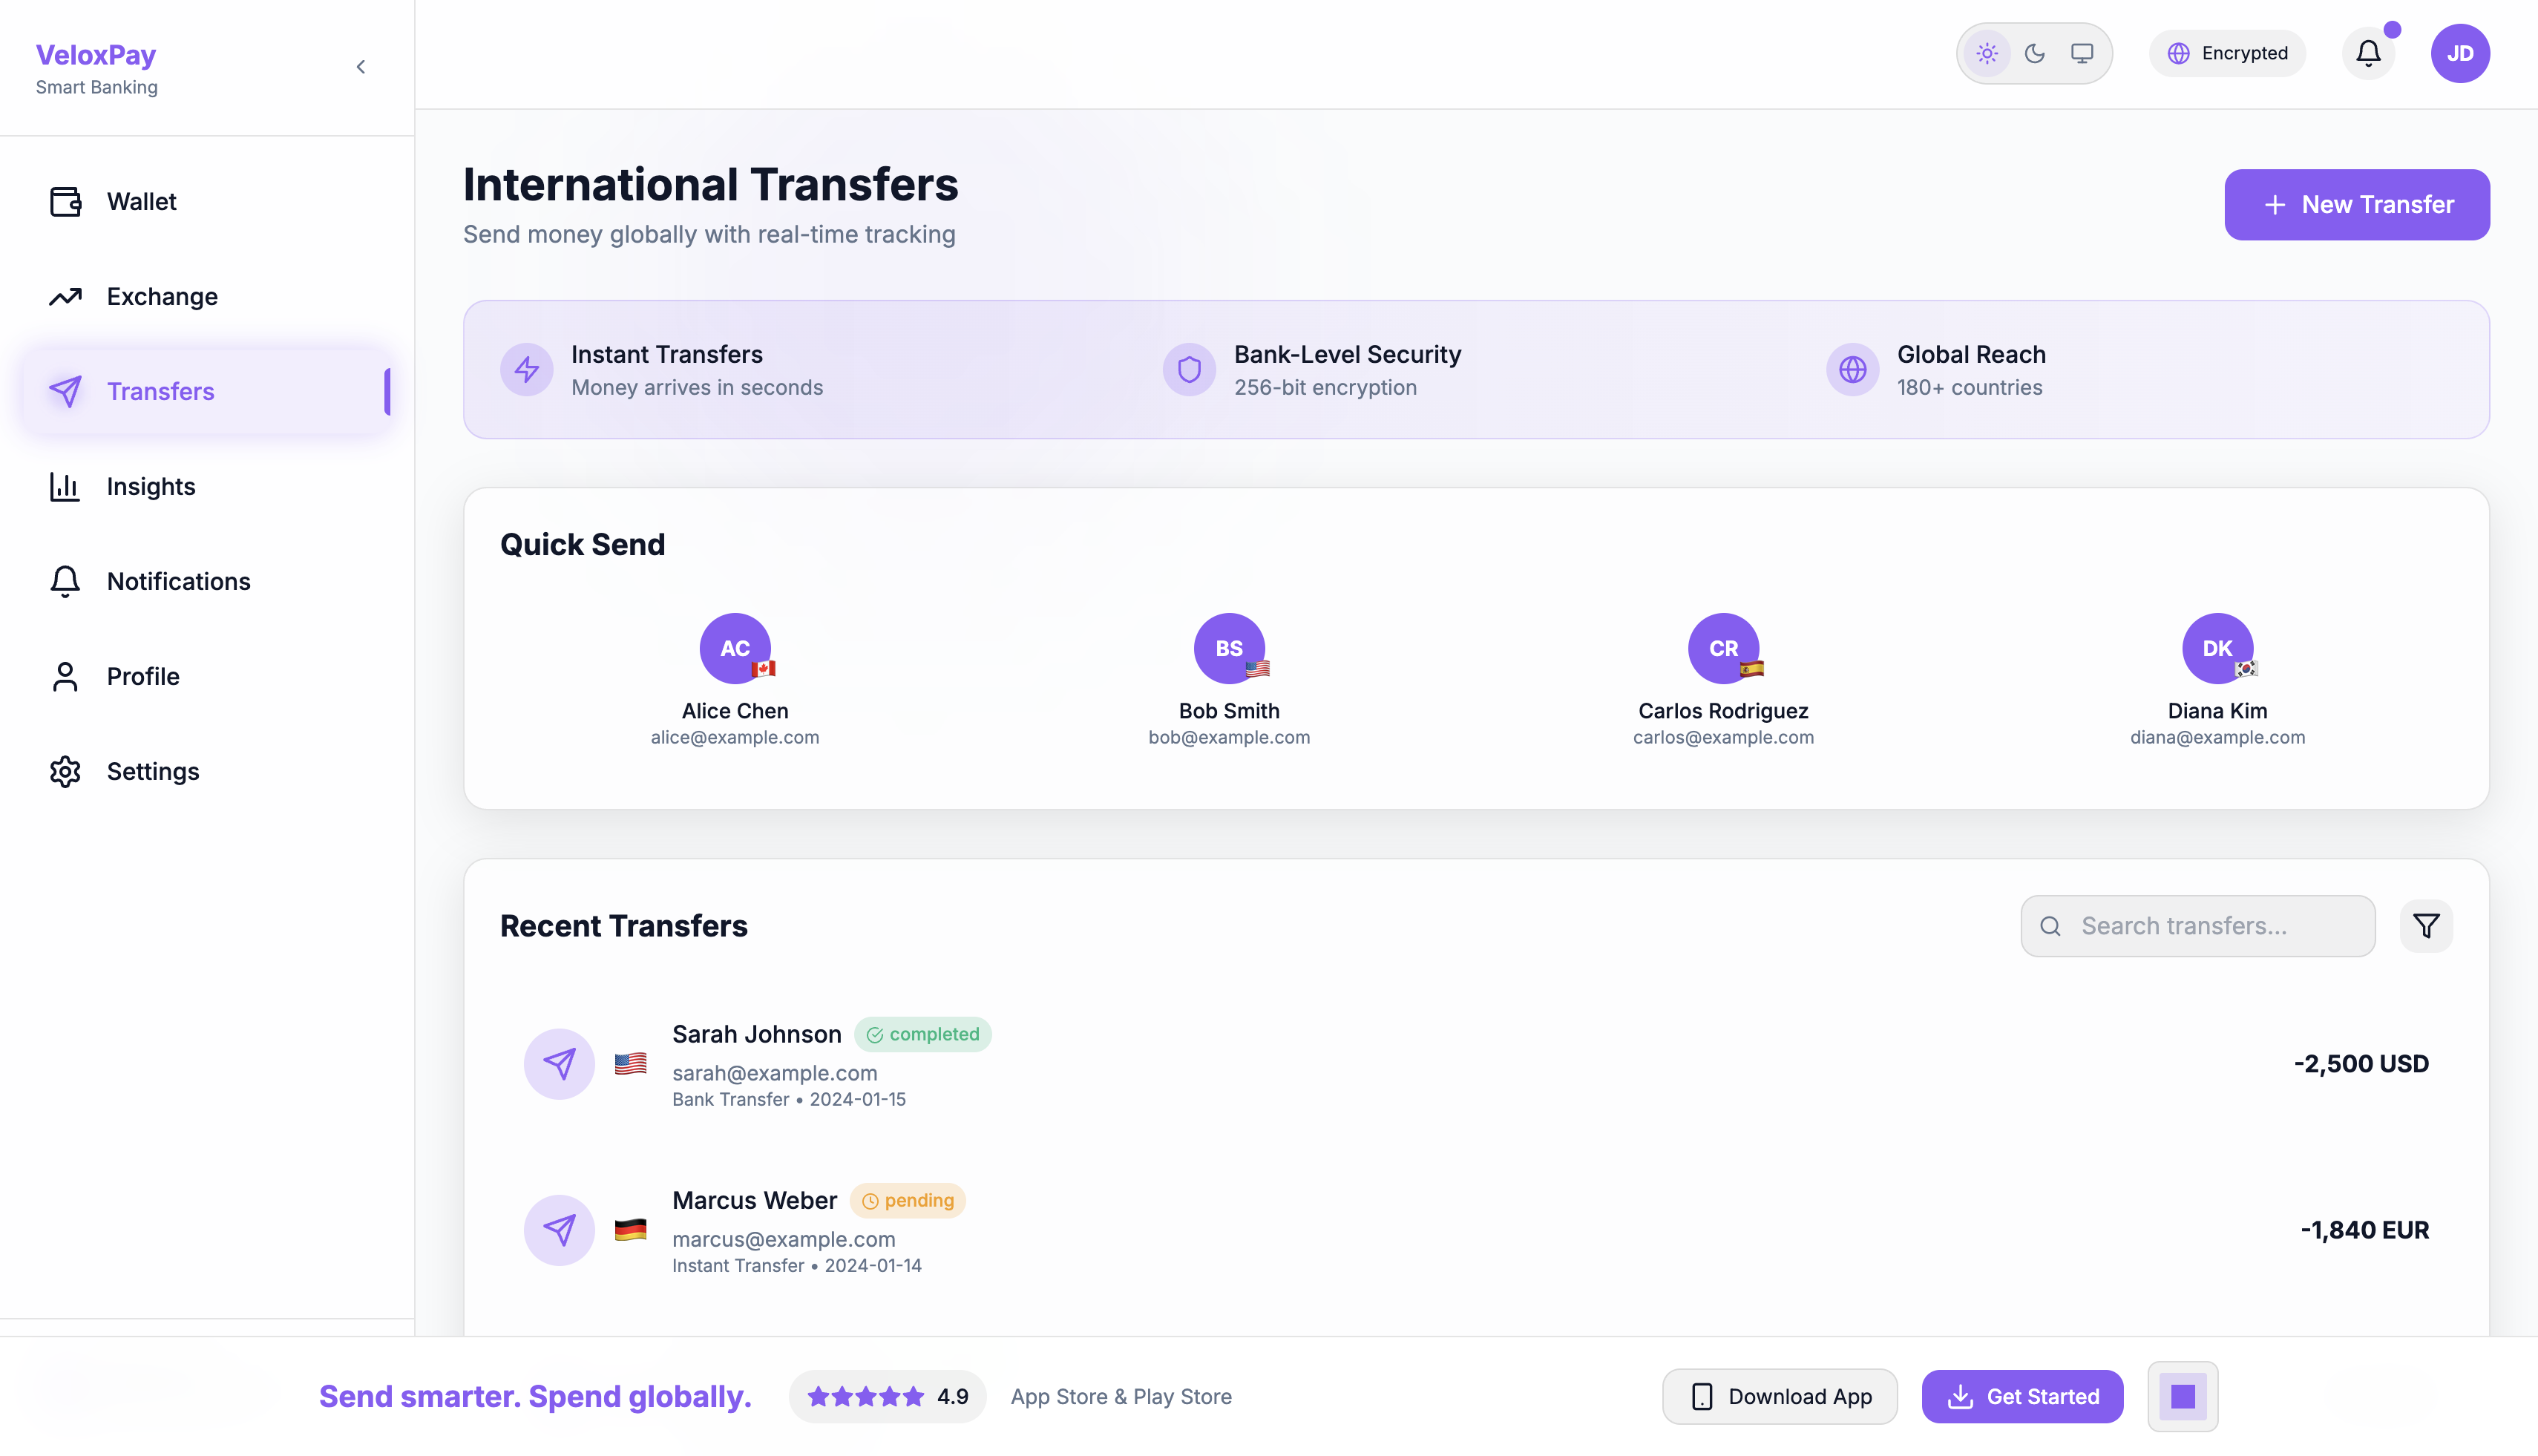 VeloxPay
Smart Banking
Wallet
Exchange
Transfers
Insights
Notifications
Profile
Settings
Encrypted
JD
International Transfers
Send money globally with real-time tracking
New Transfer
Instant Transfers
Money arrives in seconds
Bank-Level Security
256-bit encryption
Global Reach
180+ countries
Quick Send
AC
Alice Chen
alice@example.com
BS
Bob Smith
bob@example.com
CR
Carlos Rodriguez
carlos@example.com
DK
Diana Kim
diana@example.com
Recent Transfers
Search transfers...
Sarah Johnson
completed
sarah@example.com
Bank Transfer • 2024-01-15
-2,500 USD
Marcus Weber
pending
marcus@example.com
Instant Transfer • 2024-01-14
-1,840 EUR
Send smarter. Spend globally.
4.9
App Store & Play Store
Download App
Get Started